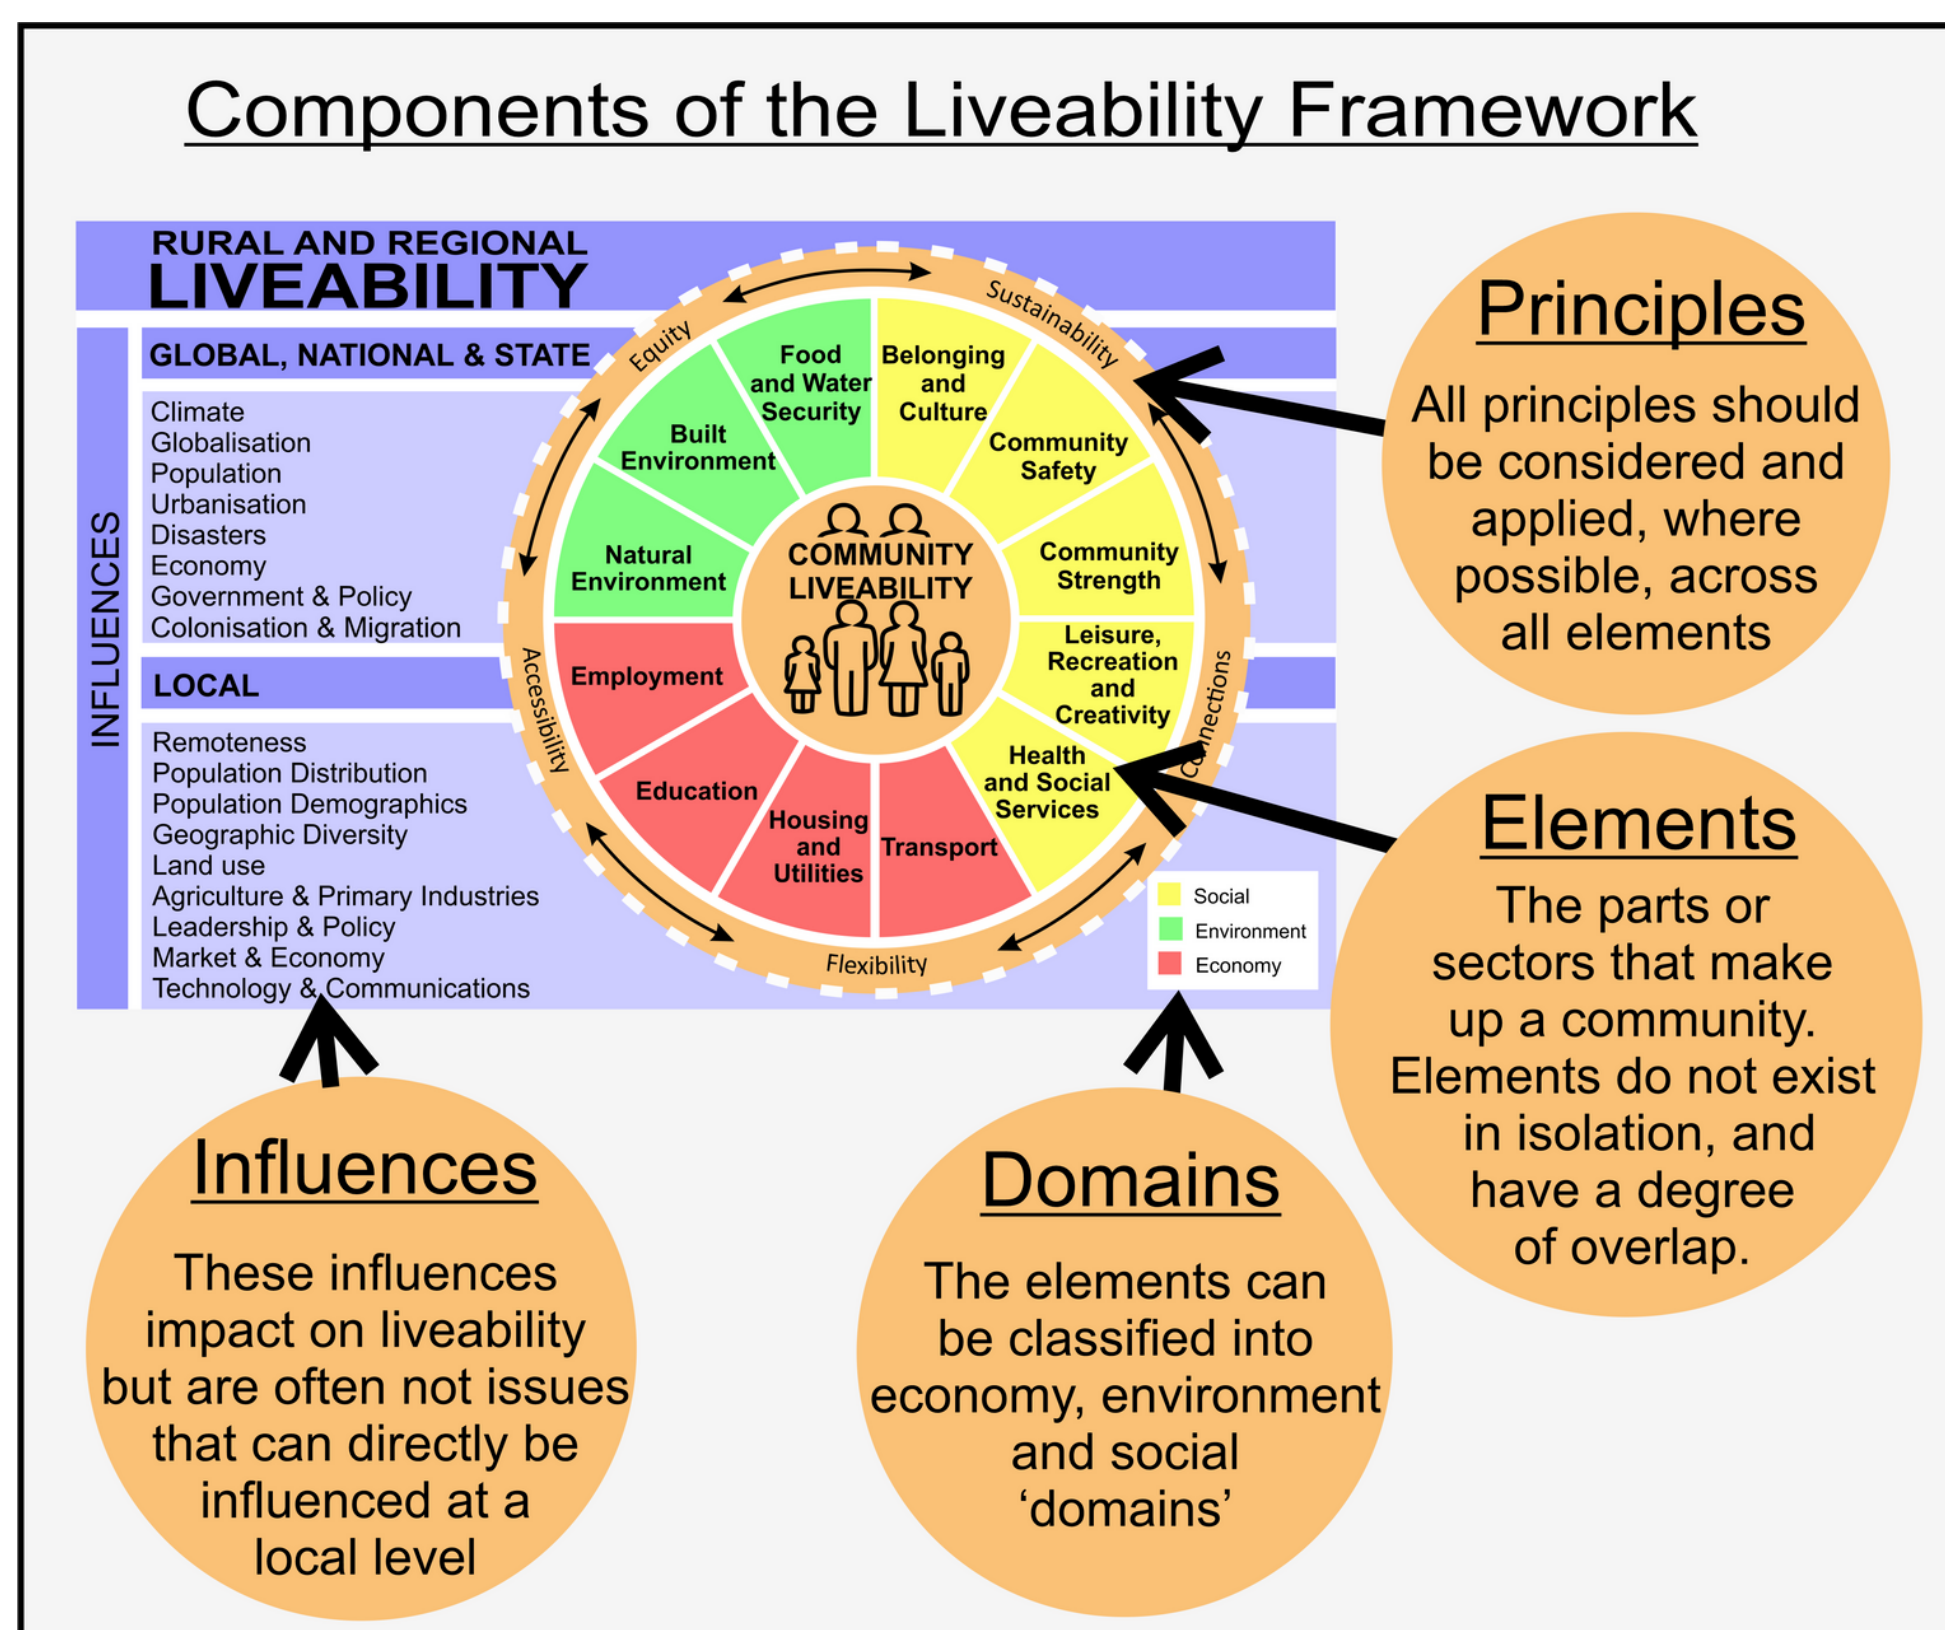 Components of the Liveability Framework
RURAL AND REGIONAL
LIVEABILITY
INFLUENCES
GLOBAL, NATIONAL & STATE
Climate
Globalisation
Population
Urbanisation
Disasters
Economy
Government & Policy
Colonisation & Migration
LOCAL
Remoteness
Population Distribution
Population Demographics
Geographic Diversity
Land use
Agriculture & Primary Industries
Leadership & Policy
Market & Economy
Technology & Communications
Equity
Sustainability
Connections
Flexibility
Accessibility
Food
and Water
Security
Belonging
and
Culture
Community
Safety
Community
Strength
Leisure,
Recreation
and
Creativity
Health
and Social
Services
Transport
Housing
and
Utilities
Education
Employment
Natural
Environment
Built
Environment
COMMUNITY
LIVEABILITY
Social
Environment
Economy
Principles
All principles should
be considered and
applied, where
possible, across
all elements
Elements
The parts or
sectors that make
up a community.
Elements do not exist
in isolation, and
have a degree
of overlap.
Influences
These influences
impact on liveability
but are often not issues
that can directly be
influenced at a
local level
Domains
The elements can
be classified into
economy, environment
and social
‘domains’